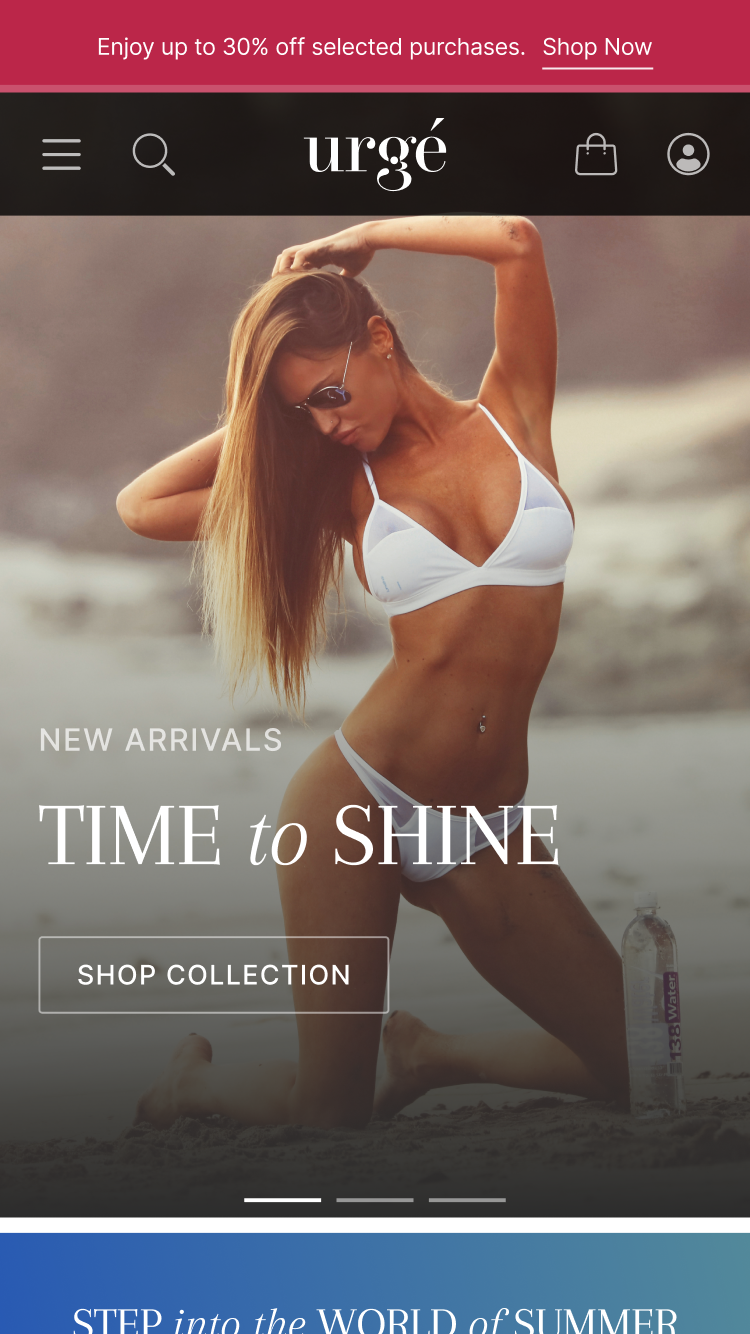 Enjoy up to 30% off selected purchases. Shop Now
urgé
NEW ARRIVALS
TIME to SHINE
SHOP COLLECTION
138 Water
STEP into the WORLD of SUMMER